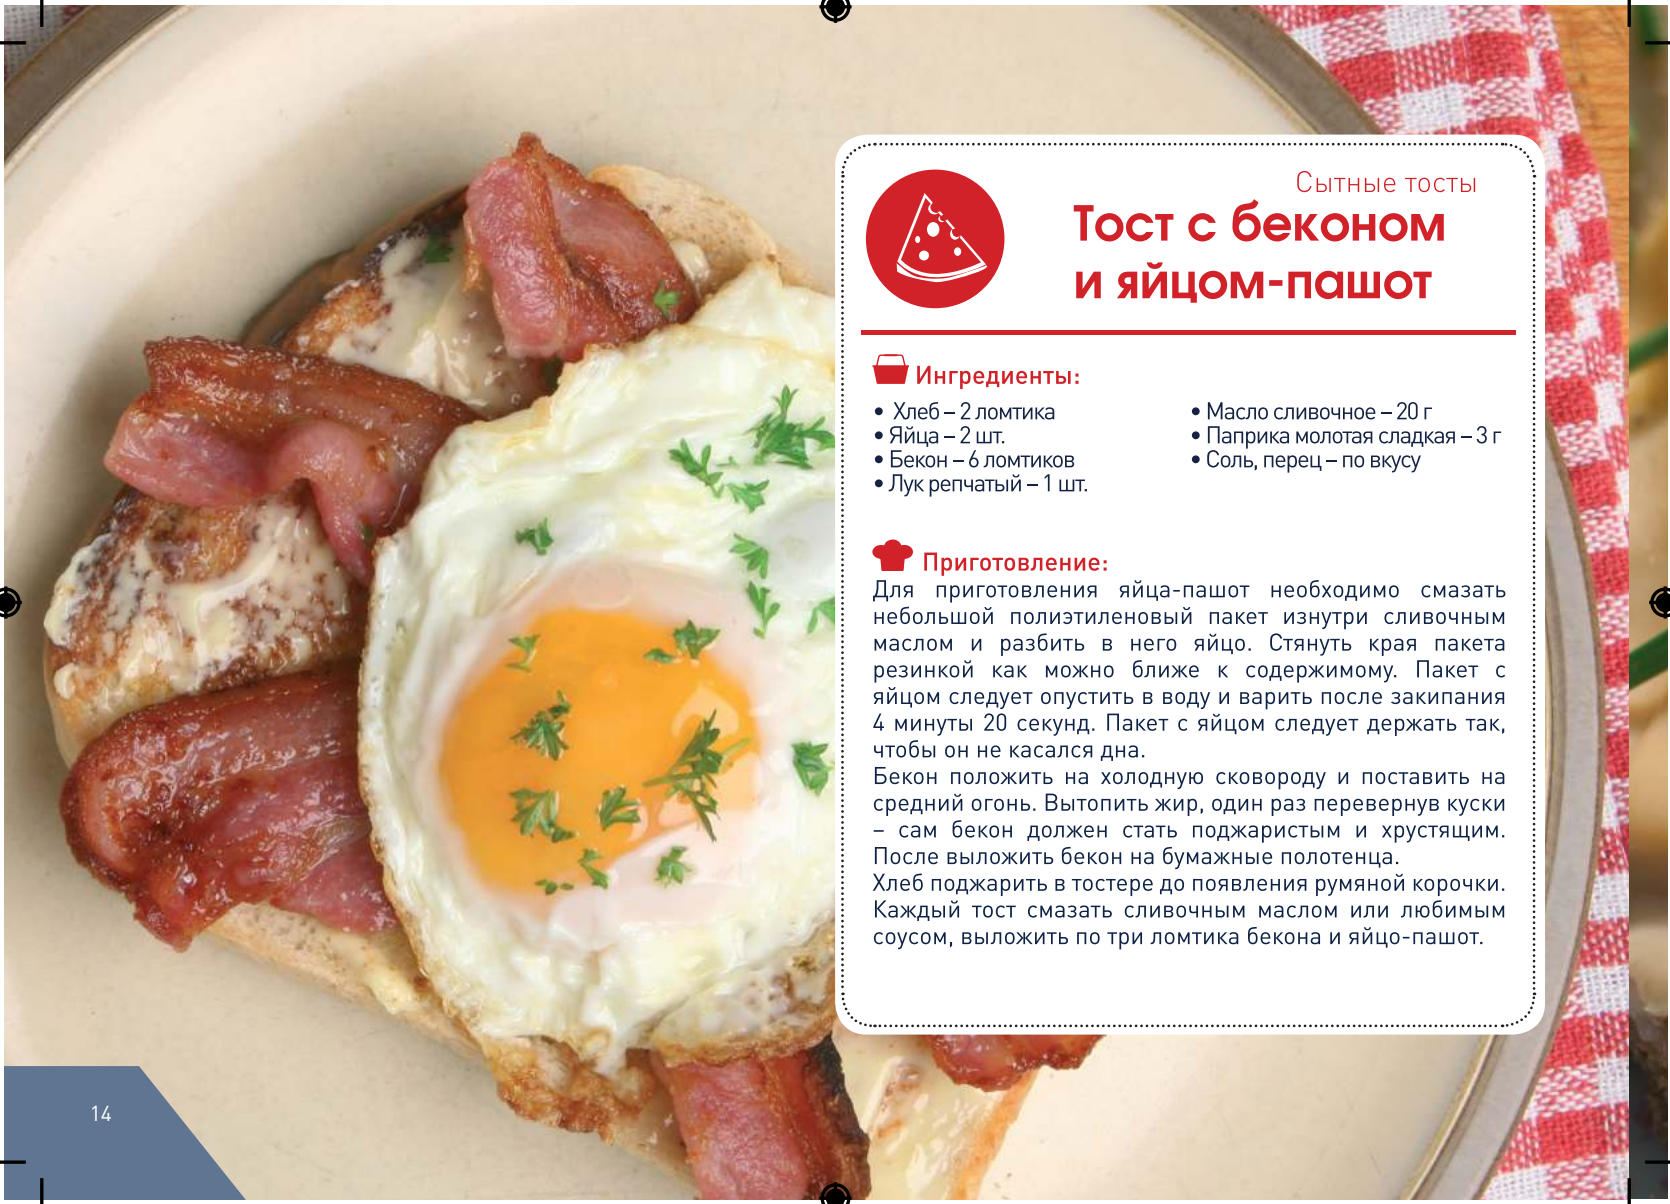 Сытные тосты
Тост с беконом
и яйцом-пашот
Ингредиенты:
• Хлеб – 2 ломтика
• Яйца – 2 шт.
• Бекон – 6 ломтиков
• Лук репчатый – 1 шт.
• Масло сливочное – 20 г
• Паприка молотая сладкая – 3 г
• Соль, перец – по вкусу
Приготовление:
Для приготовления яйца-пашот необходимо смазать
небольшой полиэтиленовый пакет изнутри сливочным
маслом и разбить в него яйцо. Стянуть края пакета
резинкой как можно ближе к содержимому. Пакет с
яйцом следует опустить в воду и варить после закипания
4 минуты 20 секунд. Пакет с яйцом следует держать так,
чтобы он не касался дна.
Бекон положить на холодную сковороду и поставить на
средний огонь. Вытопить жир, один раз перевернув куски
– сам бекон должен стать поджаристым и хрустящим.
После выложить бекон на бумажные полотенца.
Хлеб поджарить в тостере до появления румяной корочки.
Каждый тост смазать сливочным маслом или любимым
соусом, выложить по три ломтика бекона и яйцо-пашот.
14